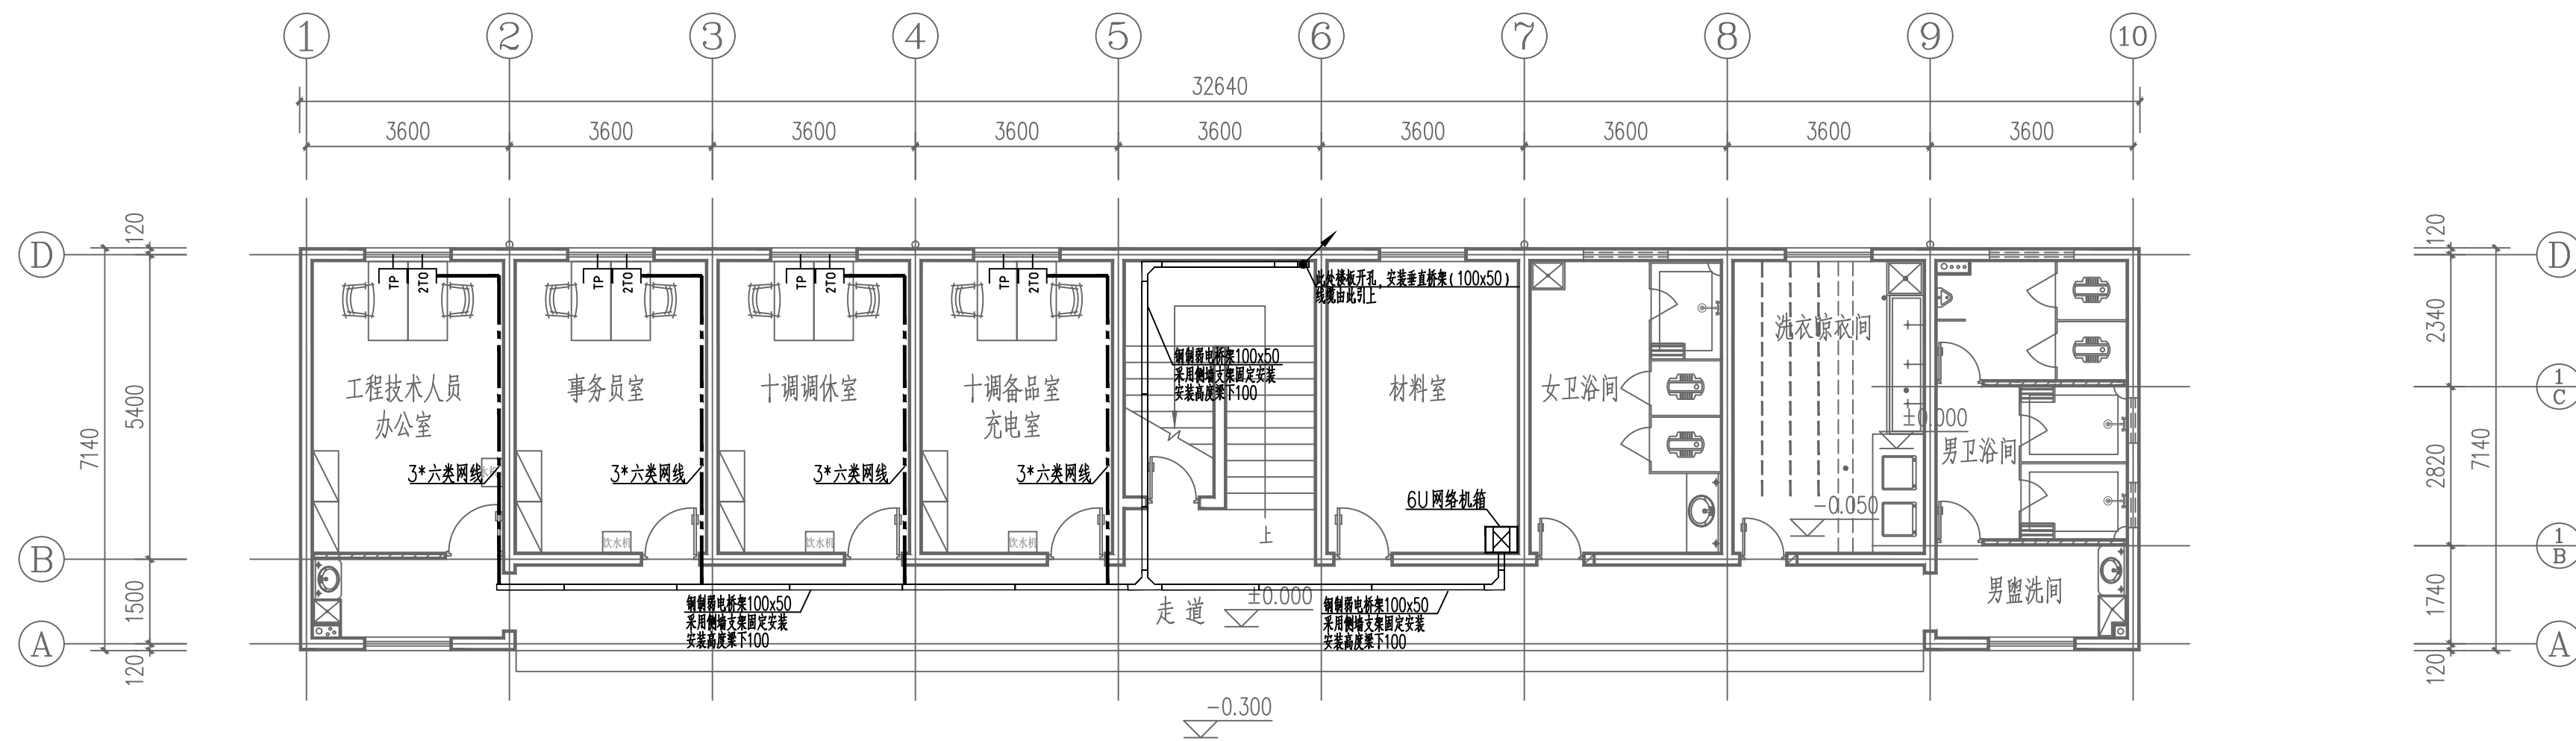 1 2 3 4 5 6 7 8 9 10
32640
3600 3600 3600 3600 3600 3600 3600 3600 3600
D
B
A
120
5400
1500
120
7140
D
1
C
1
B
A
120
2340
2820
1740
120
7140
TP 2TO
TP 2TO
TP 2TO
TP 2TO
此处楼板开孔，安装垂直桥架(100x50)
线缆由此引上
钢制弱电桥架100x50
采用侧墙支架固定安装
安装高度梁下100
工程技术人员
办公室
事务员室
十调调休室
十调备品室
充电室
材料室
女卫浴间
洗衣晾衣间
±0.000
男卫浴间
3*六类网线
3*六类网线
3*六类网线
3*六类网线
6U网络机箱
-0.050
饮水机
饮水机
饮水机
上
男盥洗间
钢制弱电桥架100x50
采用侧墙支架固定安装
安装高度梁下100
走道
±0.000
钢制弱电桥架100x50
采用侧墙支架固定安装
安装高度梁下100
-0.300